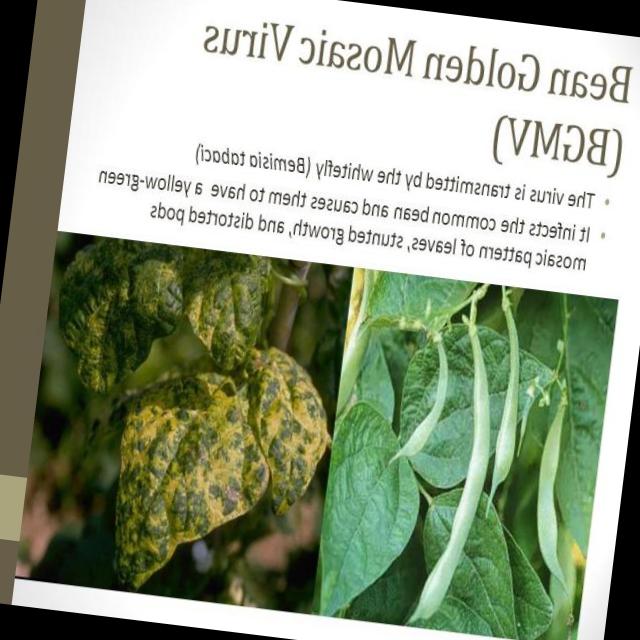 Bean Golden Mosaic Virus
(BGMV)
• The virus is transmitted by the whitefly (Bemisia tabaci)
• It infects the common bean and causes them to have a yellow-green
mosaic pattern of leaves, stunted growth, and distorted pods